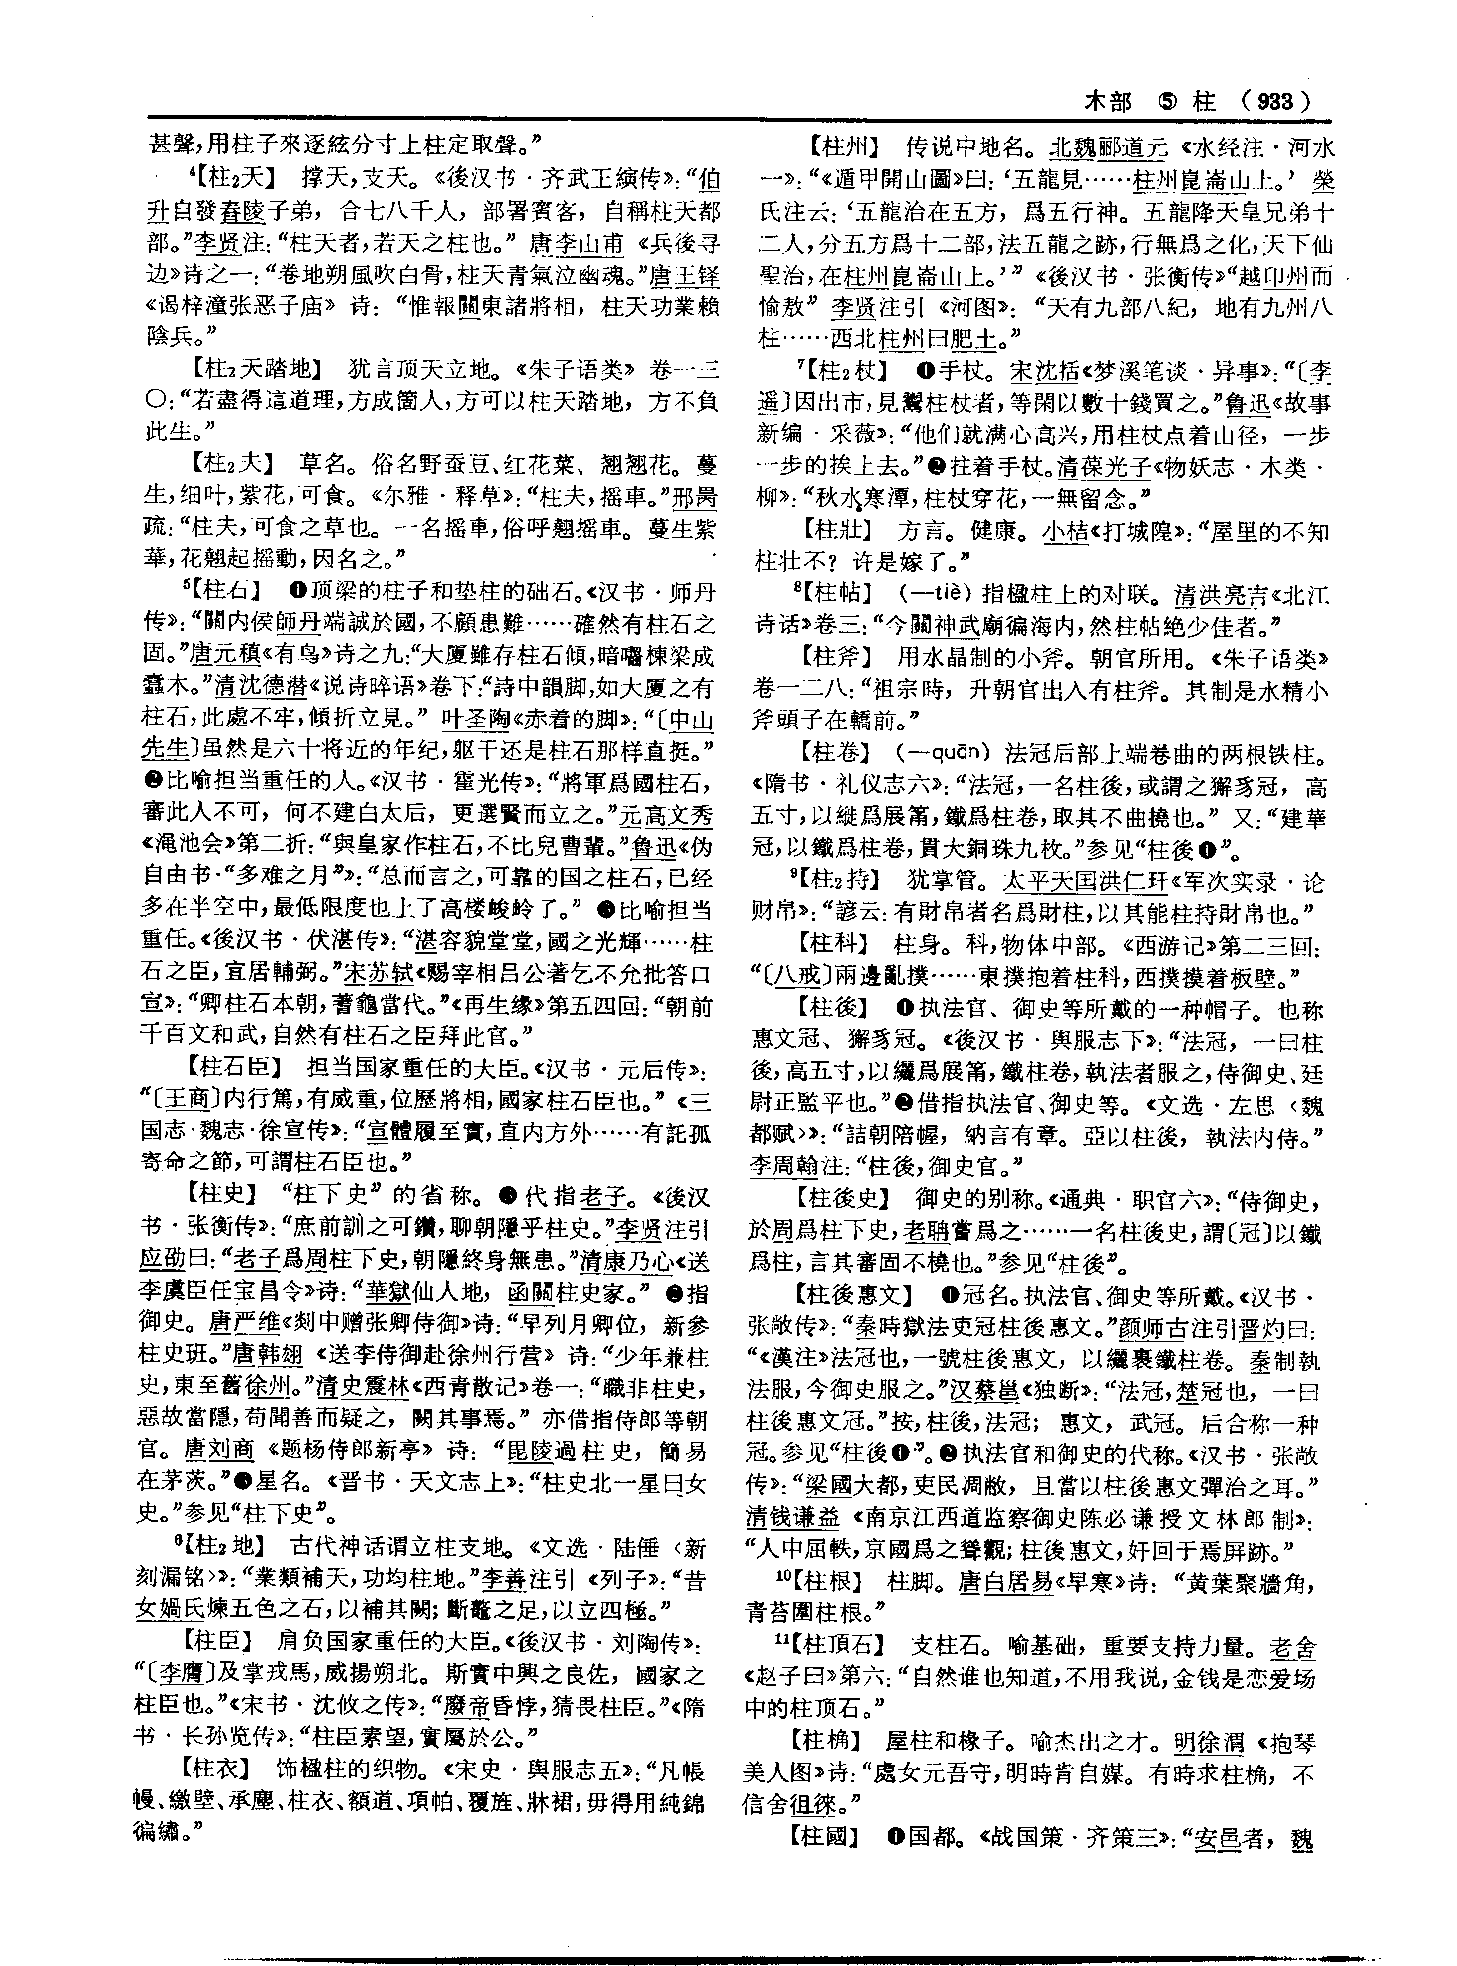 木部 ⑤ 柱 (933)
甚聲，用柱子來逐絃分寸上柱定取聲。”
⁴【柱₂天】 撑天，支天。《後汉书·齐武王縯传》：“伯
升自發舂陵子弟，合七八千人，部署賓客，自稱柱天都
部。”李贤注：“柱天者，若天之柱也。” 唐李山甫《兵後寻
边》诗之一：“卷地朔風吹白骨，柱天青氣泣幽魂。”唐王铎
《谒梓潼张恶子庙》诗：“惟報關東諸將相，柱天功業賴
陰兵。”
【柱₂天踏地】 犹言顶天立地。《朱子语类》卷一三
〇：“若盡得這道理，方成箇人，方可以柱天踏地，方不負
此生。”
【柱₂夫】 草名。俗名野蚕豆、红花菜、翘翘花。蔓
生，细叶，紫花，可食。《尔雅·释草》：“柱夫，摇車。”邢昺
疏：“柱夫，可食之草也。一名摇車，俗呼翹摇車。蔓生紫
華，花翹起摇動，因名之。”
⁵【柱石】 ❶顶梁的柱子和垫柱的础石。《汉书·师丹
传》：“關内侯師丹端誠於國，不顧患難……確然有柱石之
固。”唐元稹《有鸟》诗之九：“大厦雖存柱石傾，暗嚙棟梁成
蠹木。”清沈德潜《说诗晬语》卷下：“詩中韻脚，如大厦之有
柱石，此處不牢，傾折立見。” 叶圣陶《赤着的脚》：“〔中山
先生〕虽然是六十将近的年纪，躯干还是柱石那样直挺。”
❷比喻担当重任的人。《汉书·霍光传》：“將軍爲國柱石，
審此人不可，何不建白太后，更選賢而立之。”元高文秀
《渑池会》第二折：“與皇家作柱石，不比兒曹輩。”鲁迅《伪
自由书·“多难之月”》：“总而言之，可靠的国之柱石，已经
多在半空中，最低限度也上了高楼峻岭了。” ❸比喻担当
重任。《後汉书·伏湛传》：“湛容貌堂堂，國之光輝……柱
石之臣，宜居輔弼。”宋苏轼《赐宰相吕公著乞不允批答口
宣》：“卿柱石本朝，蓍龜當代。”《再生缘》第五四回：“朝前
千百文和武，自然有柱石之臣拜此官。”
【柱石臣】 担当国家重任的大臣。《汉书·元后传》：
“〔王商〕内行篤，有威重，位歷將相，國家柱石臣也。”《三
国志·魏志·徐宣传》：“宣體履至實，直内方外……有託孤
寄命之節，可謂柱石臣也。”
【柱史】 “柱下史”的省称。❶代指老子。《後汉
书·张衡传》：“庶前訓之可鑽，聊朝隱乎柱史。”李贤注引
应劭曰：“老子爲周柱下史，朝隱終身無患。”清康乃心《送
李虞臣任宝昌令》诗：“華嶽仙人地，函關柱史家。” ❷指
御史。唐严维《剡中赠张卿侍御》诗：“早列月卿位，新參
柱史班。”唐韩翃《送李侍御赴徐州行营》诗：“少年兼柱
史，東至舊徐州。”清史震林《西青散记》卷一：“職非柱史，
惡故當隱，苟聞善而疑之，闕其事焉。” 亦借指侍郎等朝
官。唐刘商《题杨侍郎新亭》诗：“毘陵過柱史，簡易
在茅茨。”❸星名。《晋书·天文志上》：“柱史北一星曰女
史。”参见“柱下史”。
⁶【柱₂地】 古代神话谓立柱支地。《文选·陆倕〈新
刻漏铭〉》：“業類補天，功均柱地。”李善注引《列子》：“昔
女媧氏煉五色之石，以補其闕；斷鼇之足，以立四極。”
【柱臣】 肩负国家重任的大臣。《後汉书·刘陶传》：
“〔李膺〕及掌戎馬，威揚朔北。斯實中興之良佐，國家之
柱臣也。”《宋书·沈攸之传》：“廢帝昏悖，猜畏柱臣。”《隋
书·长孙览传》：“柱臣素望，實屬於公。”
【柱衣】 饰楹柱的织物。《宋史·舆服志五》：“凡帳
幔、繳壁、承塵、柱衣、額道、項帕、覆旌、牀裙，毋得用純錦
徧繡。”
【柱州】 传说中地名。北魏郦道元《水经注·河水
一》：“《遁甲開山圖》曰：‘五龍見……柱州崑崙山上。’榮
氏注云：‘五龍治在五方，爲五行神。五龍降天皇兄弟十
二人，分五方爲十二部，法五龍之跡，行無爲之化，天下仙
聖治，在柱州崑崙山上。’” 《後汉书·张衡传》“越卬州而
愉敖” 李贤注引《河图》：“天有九部八紀，地有九州八
柱……西北柱州曰肥土。”
⁷【柱₂杖】 ❶手杖。宋沈括《梦溪笔谈·异事》：“〔李
遥〕因出市，見鬻柱杖者，等閑以數十錢買之。”鲁迅《故事
新编·采薇》：“他们就满心高兴，用柱杖点着山径，一步
一步的挨上去。”❷拄着手杖。清葆光子《物妖志·木类·
柳》：“秋水寒潭，柱杖穿花，一無留念。”
【柱壯】 方言。健康。小桔《打城隍》：“屋里的不知
柱壮不？许是嫁了。”
⁸【柱帖】 （—tiè）指楹柱上的对联。清洪亮吉《北江
诗话》卷三：“今關神武廟徧海内，然柱帖绝少佳者。”
【柱斧】 用水晶制的小斧。朝官所用。《朱子语类》
卷一二八：“祖宗時，升朝官出入有柱斧。其制是水精小
斧頭子在轎前。”
【柱卷】 （—quān）法冠后部上端卷曲的两根铁柱。
《隋书·礼仪志六》：“法冠，一名柱後，或謂之獬豸冠，高
五寸，以縰爲展筩，鐵爲柱卷，取其不曲撓也。” 又：“建華
冠，以鐵爲柱卷，貫大銅珠九枚。”参见“柱後❶”。
⁹【柱₂持】 犹掌管。太平天国洪仁玕《军次实录·论
财帛》：“諺云：有財帛者名爲財柱，以其能柱持財帛也。”
【柱科】 柱身。科，物体中部。《西游记》第二三回：
“〔八戒〕兩邊亂撲……東撲抱着柱科，西撲摸着板壁。”
【柱後】 ❶执法官、御史等所戴的一种帽子。也称
惠文冠、獬豸冠。《後汉书·舆服志下》：“法冠，一曰柱
後，高五寸，以纚爲展筩，鐵柱卷，執法者服之，侍御史、廷
尉正監平也。”❷借指执法官、御史等。《文选·左思〈魏
都赋〉》：“詰朝陪幄，納言有章。亞以柱後，執法内侍。”
李周翰注：“柱後，御史官。”
【柱後史】 御史的别称。《通典·职官六》：“侍御史，
於周爲柱下史，老聃嘗爲之……一名柱後史，謂〔冠〕以鐵
爲柱，言其審固不橈也。”参见“柱後”。
【柱後惠文】 ❶冠名。执法官、御史等所戴。《汉书·
张敞传》：“秦時獄法吏冠柱後惠文。”颜师古注引晋灼曰：
“《漢注》法冠也，一號柱後惠文，以纚裹鐵柱卷。秦制執
法服，今御史服之。”汉蔡邕《独断》：“法冠，楚冠也，一曰
柱後惠文冠。”按，柱後，法冠；惠文，武冠。后合称一种
冠。参见“柱後❶”。❷执法官和御史的代称。《汉书·张敞
传》：“梁國大都，吏民凋敝，且當以柱後惠文彈治之耳。”
清钱谦益《南京江西道监察御史陈必谦授文林郎制》：
“人中屈軼，京國爲之聳觀；柱後惠文，奸回于焉屏跡。”
¹⁰【柱根】 柱脚。唐白居易《早寒》诗：“黄葉聚牆角，
青苔圍柱根。”
¹¹【柱頂石】 支柱石。喻基础，重要支持力量。老舍
《赵子曰》第六：“自然谁也知道，不用我说，金钱是恋爱场
中的柱顶石。”
【柱桷】 屋柱和椽子。喻杰出之才。明徐渭《抱琴
美人图》诗：“處女元吾守，明時肯自媒。有時求柱桷，不
信舍徂徠。”
【柱國】 ❶国都。《战国策·齐策三》：“安邑者，魏